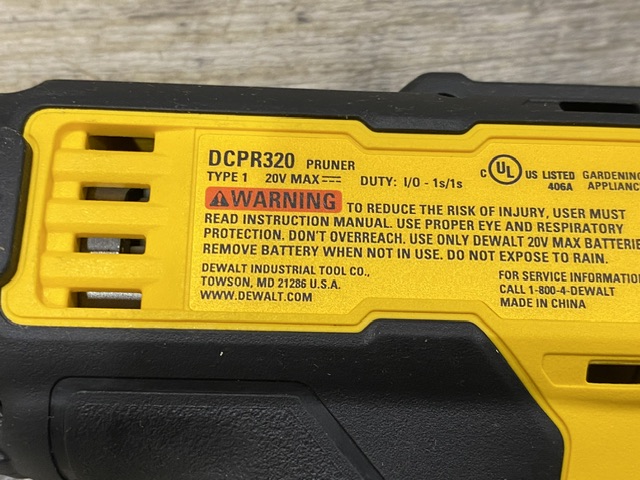 DCPR320 PRUNER
TYPE 1 20V MAX⎓ DUTY: I/O - 1s/1s
WARNING TO REDUCE THE RISK OF INJURY, USER MUST
READ INSTRUCTION MANUAL. USE PROPER EYE AND RESPIRATORY
PROTECTION. DON'T OVERREACH. USE ONLY DEWALT 20V MAX BATTERIE
REMOVE BATTERY WHEN NOT IN USE. DO NOT EXPOSE TO RAIN.
DEWALT INDUSTRIAL TOOL CO.,
TOWSON, MD 21286 U.S.A.
WWW.DEWALT.COM
C UL US LISTED
406A
GARDENING
APPLIANC
FOR SERVICE INFORMATION
CALL 1-800-4-DEWALT
MADE IN CHINA